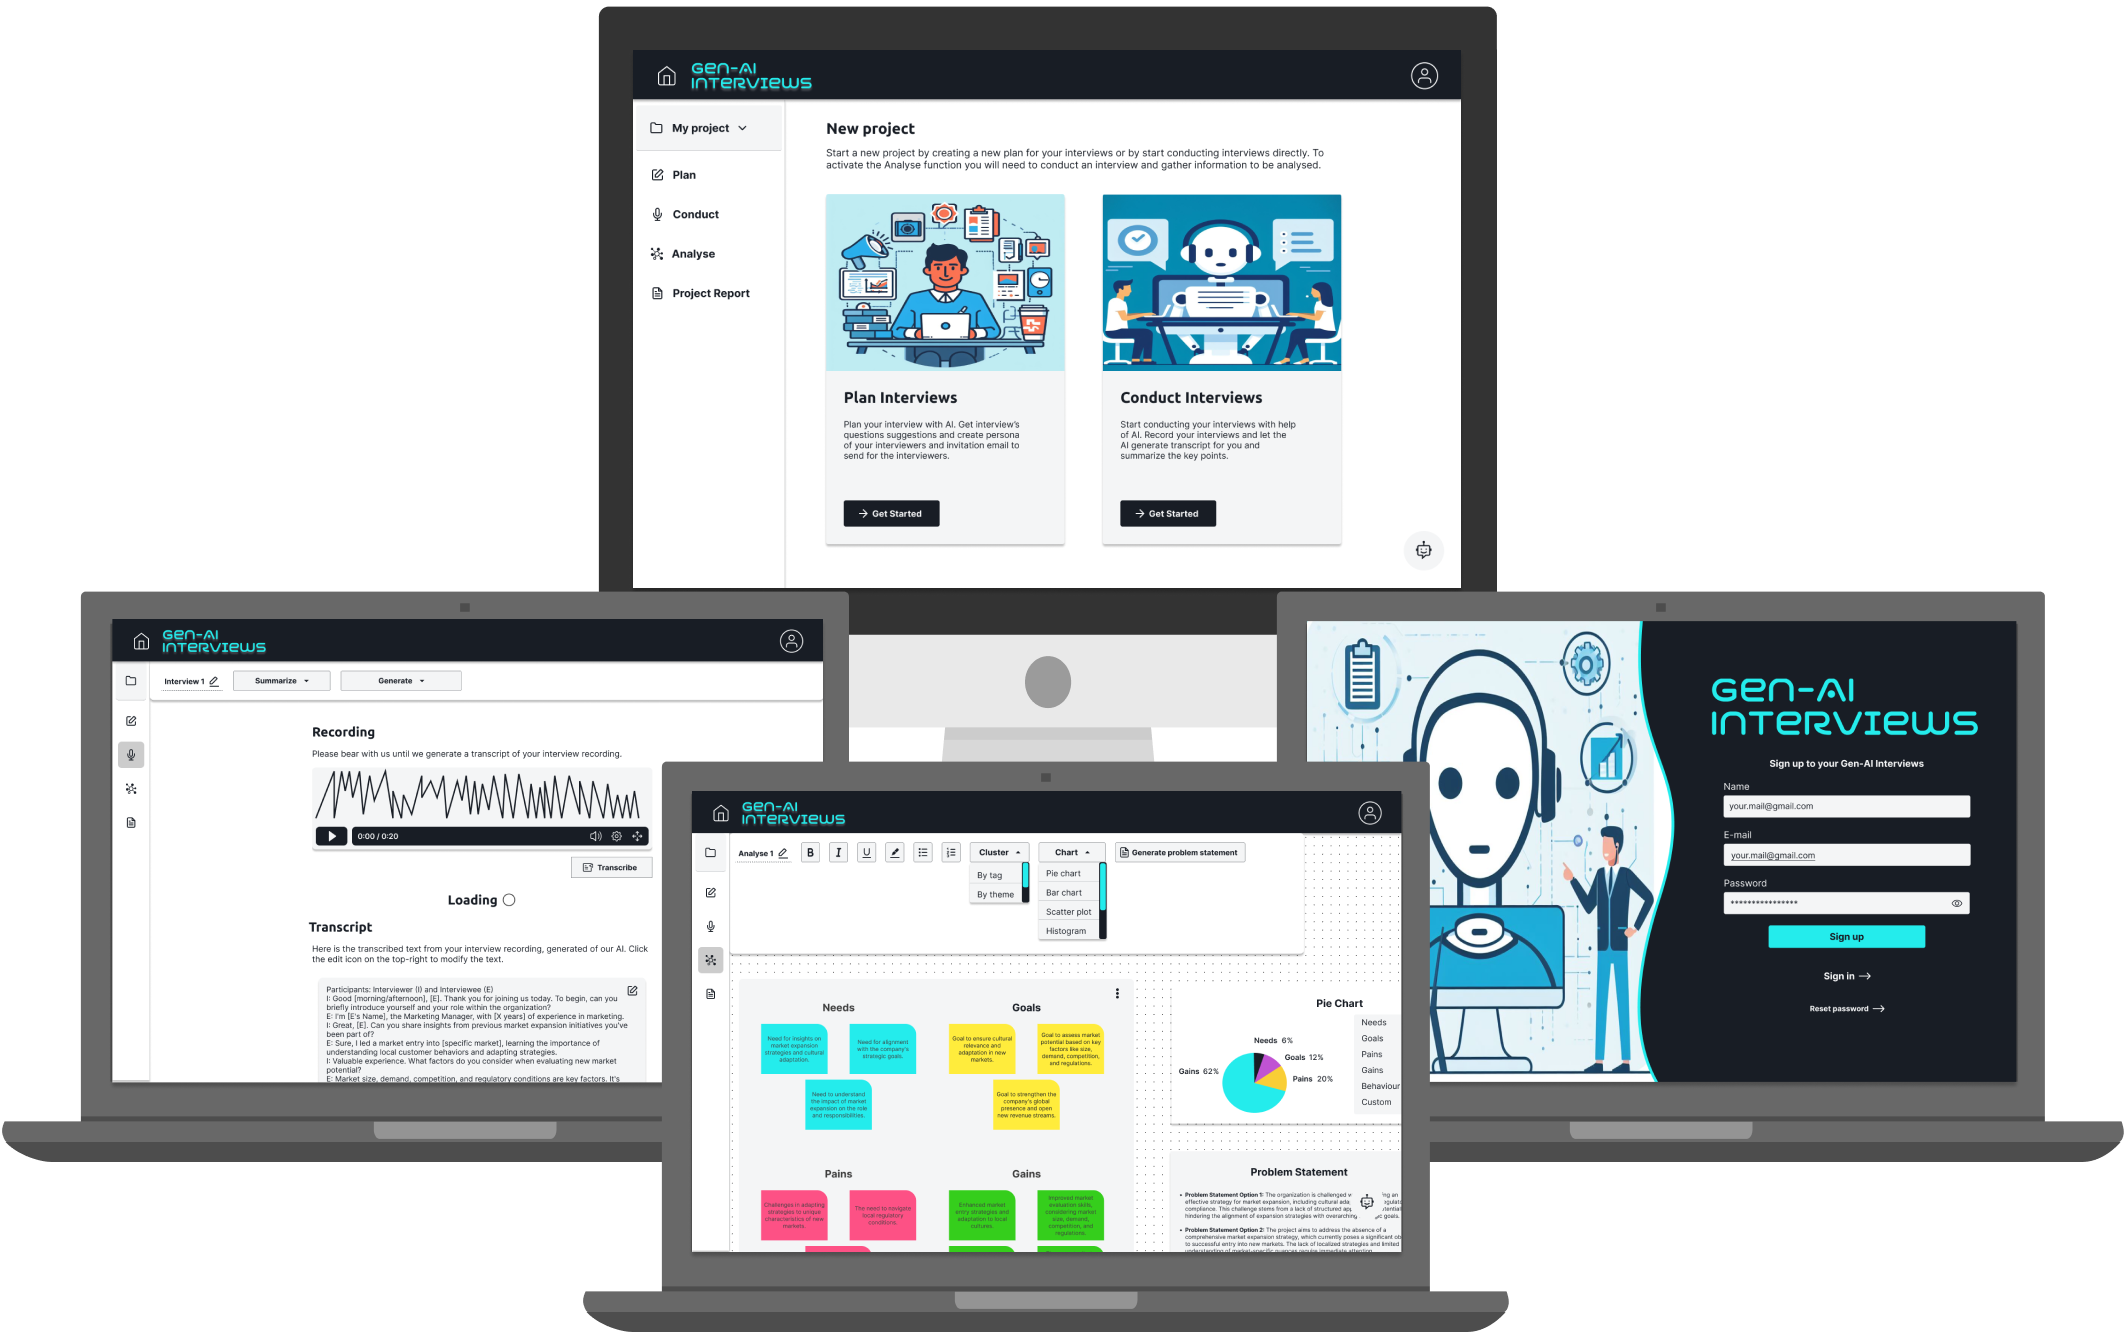 GEN-AI
INTERVIEWS
My project
Plan
Conduct
Analyse
Project Report
New project
Start a new project by creating a new plan for your interviews or by start conducting interviews directly. To
activate the Analyse function you will need to conduct an interview and gather information to be analysed.
Plan Interviews
Plan your interview with AI. Get interview's
questions suggestions and create persona
of your interviewers and invitation email to
send for the interviewers.
Get Started
Conduct Interviews
Start conducting your interviews with help
of AI. Record your interviews and let the
AI generate transcript for you and
summarize the key points.
Get Started
GEN-AI
INTERVIEWS
Interview 1
Summarize
Generate
Recording
Please bear with us until we generate a transcript of your interview recording.
0:00 / 0:20
Transcribe
Loading
Transcript
Here is the transcribed text from your interview recording, generated of our AI. Click
the edit icon on the top-right to modify the text.
Participants: Interviewer (I) and Interviewee (E)
I: Good [morning/afternoon], [E]. Thank you for joining us today. To begin, can you
briefly introduce yourself and your role within the organization?
E: I'm [E's Name], the Marketing Manager, with [X years] of experience in marketing.
I: Great, [E]. Can you share insights from previous market expansion initiatives you've
been part of?
E: Sure, I led a market entry into [specific market], learning the importance of
understanding local customer behaviors and adapting strategies.
I: Valuable experience. What factors do you consider when evaluating new market
potential?
E: Market size, demand, competition, and regulatory conditions are key factors. It's
GEN-AI
INTERVIEWS
Sign up to your Gen-AI Interviews
Name
your.mail@gmail.com
E-mail
your.mail@gmail.com
Password
****************
Sign up
Sign in
Reset password
GEN-AI
INTERVIEWS
Analyse 1
B
I
U
Cluster
By tag
By theme
Chart
Pie chart
Bar chart
Scatter plot
Histogram
Generate problem statement
Needs
Need for insights on
market expansion
strategies and cultural
adaptation.
Need for alignment
with the company's
strategic goals.
Need to understand
the impact of market
expansion on the role
and responsibilities.
Goals
Goal to ensure cultural
relevance and
adaptation in new
markets.
Goal to assess market
potential based on key
factors like size,
demand, competition,
and regulations.
Goal to strengthen the
company's global
presence and open
new revenue streams.
Pains
Challenges in adapting
strategies to unique
characteristics of new
markets.
The need to navigate
local regulatory
conditions.
Gains
Enhanced market
entry strategies and
adaptation to local
cultures.
Improved market
evaluation skills,
considering market
size, demand,
competition, and
regulations.
Pie Chart
Needs 6%
Goals 12%
Pains 20%
Gains 62%
Needs
Goals
Pains
Gains
Behaviour
Custom
Problem Statement
Problem Statement Option 1: The organization is challenged
effective strategy for market expansion, including cultural
compliance. This challenge stems from a lack of structured
hindering the alignment of expansion strategies with overarching goals.
Problem Statement Option 2: The project aims to address the absence of a
comprehensive market expansion strategy, which currently poses a significant
to successful entry into new markets. The lack of localized strategies and limited
understanding of market-specific nuances require immediate attention